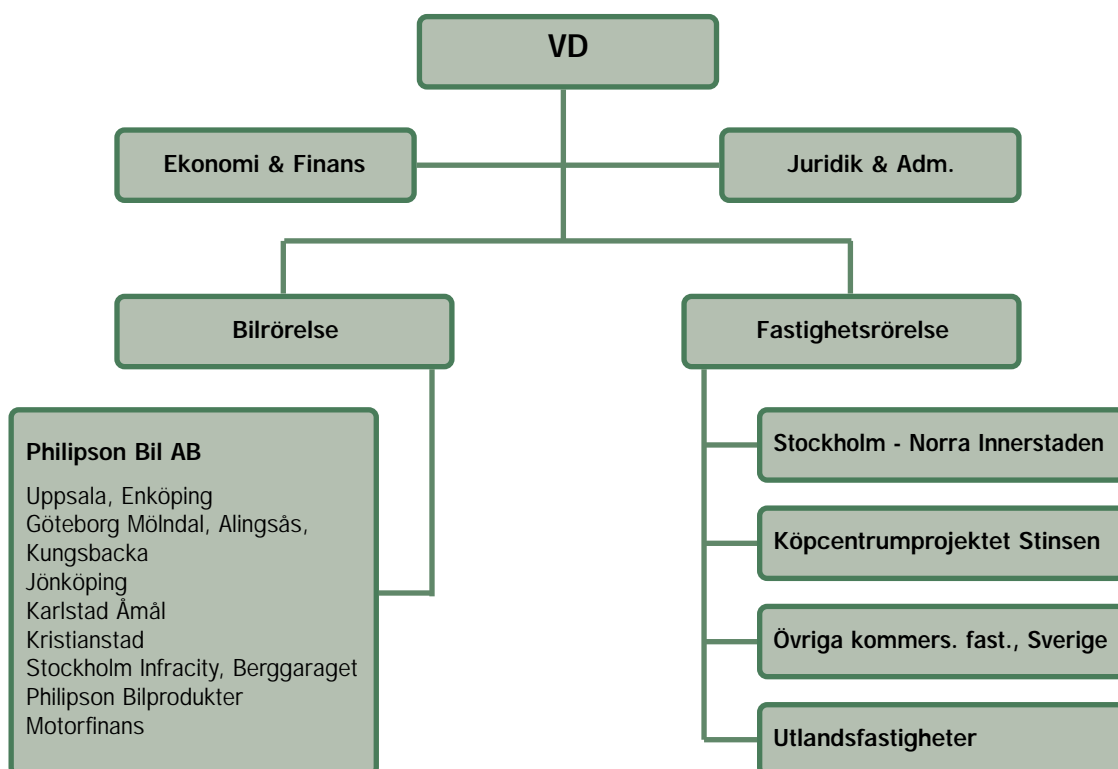 VD
Ekonomi & Finans
Juridik & Adm.
Bilrörelse
Fastighetsrörelse
Philipson Bil AB
Uppsala, Enköping
Göteborg Mölndal, Alingsås,
Kungsbacka
Jönköping
Karlstad Åmål
Kristianstad
Stockholm Infracity, Berggaraget
Philipson Bilprodukter
Motorfinans
Stockholm - Norra Innerstaden
Köpcentrumprojektet Stinsen
Övriga kommers. fast., Sverige
Utlandsfastigheter